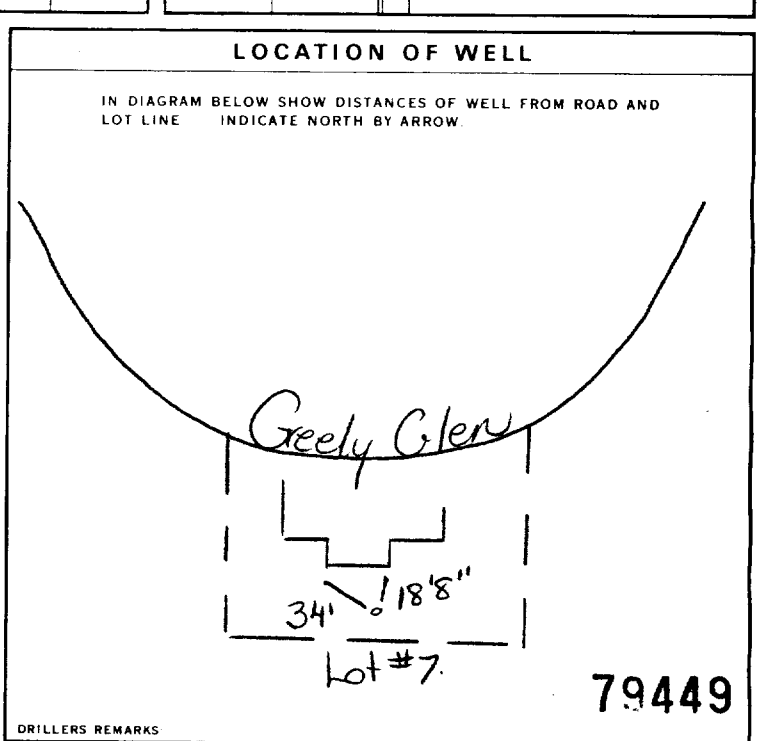 LOCATION OF WELL
IN DIAGRAM BELOW SHOW DISTANCES OF WELL FROM ROAD AND
LOT LINE INDICATE NORTH BY ARROW.
Greely Glen
34' 18'8"
Lot #7.
79449
DRILLERS REMARKS